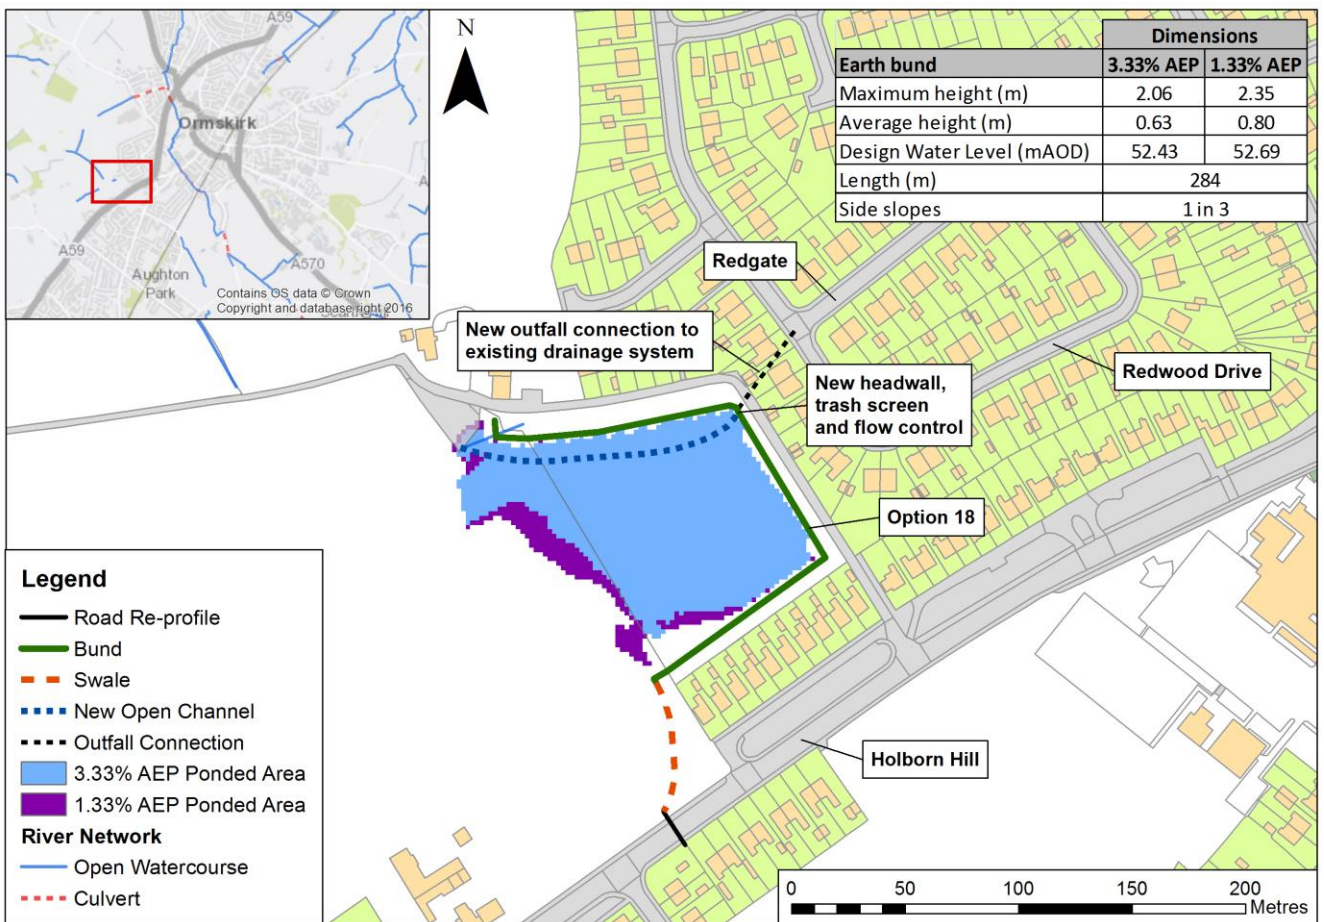 A59
A59
Ormskirk
A59
A570
Aughton
Park
Contains OS data © Crown
Copyright and database right 2016
N
Dimensions
Earth bund 3.33% AEP 1.33% AEP
Maximum height (m) 2.06 2.35
Average height (m) 0.63 0.80
Design Water Level (mAOD) 52.43 52.69
Length (m) 284
Side slopes 1 in 3
Redgate
New outfall connection to
existing drainage system
Redwood Drive
New headwall,
trash screen
and flow control
Option 18
Holborn Hill
Legend
Road Re-profile
Bund
Swale
New Open Channel
Outfall Connection
3.33% AEP Ponded Area
1.33% AEP Ponded Area
River Network
Open Watercourse
Culvert
0 50 100 150 200
Metres